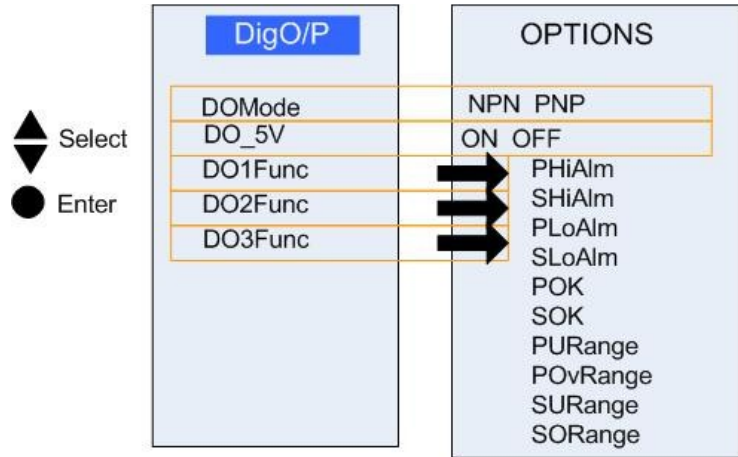 DigO/P
OPTIONS
DOMode
NPN PNP
DO_5V
ON OFF
Select
Enter
DO1Func
DO2Func
DO3Func
PHiAlm
SHiAlm
PLoAlm
SLoAlm
POK
SOK
PURange
POvRange
SURange
SORange